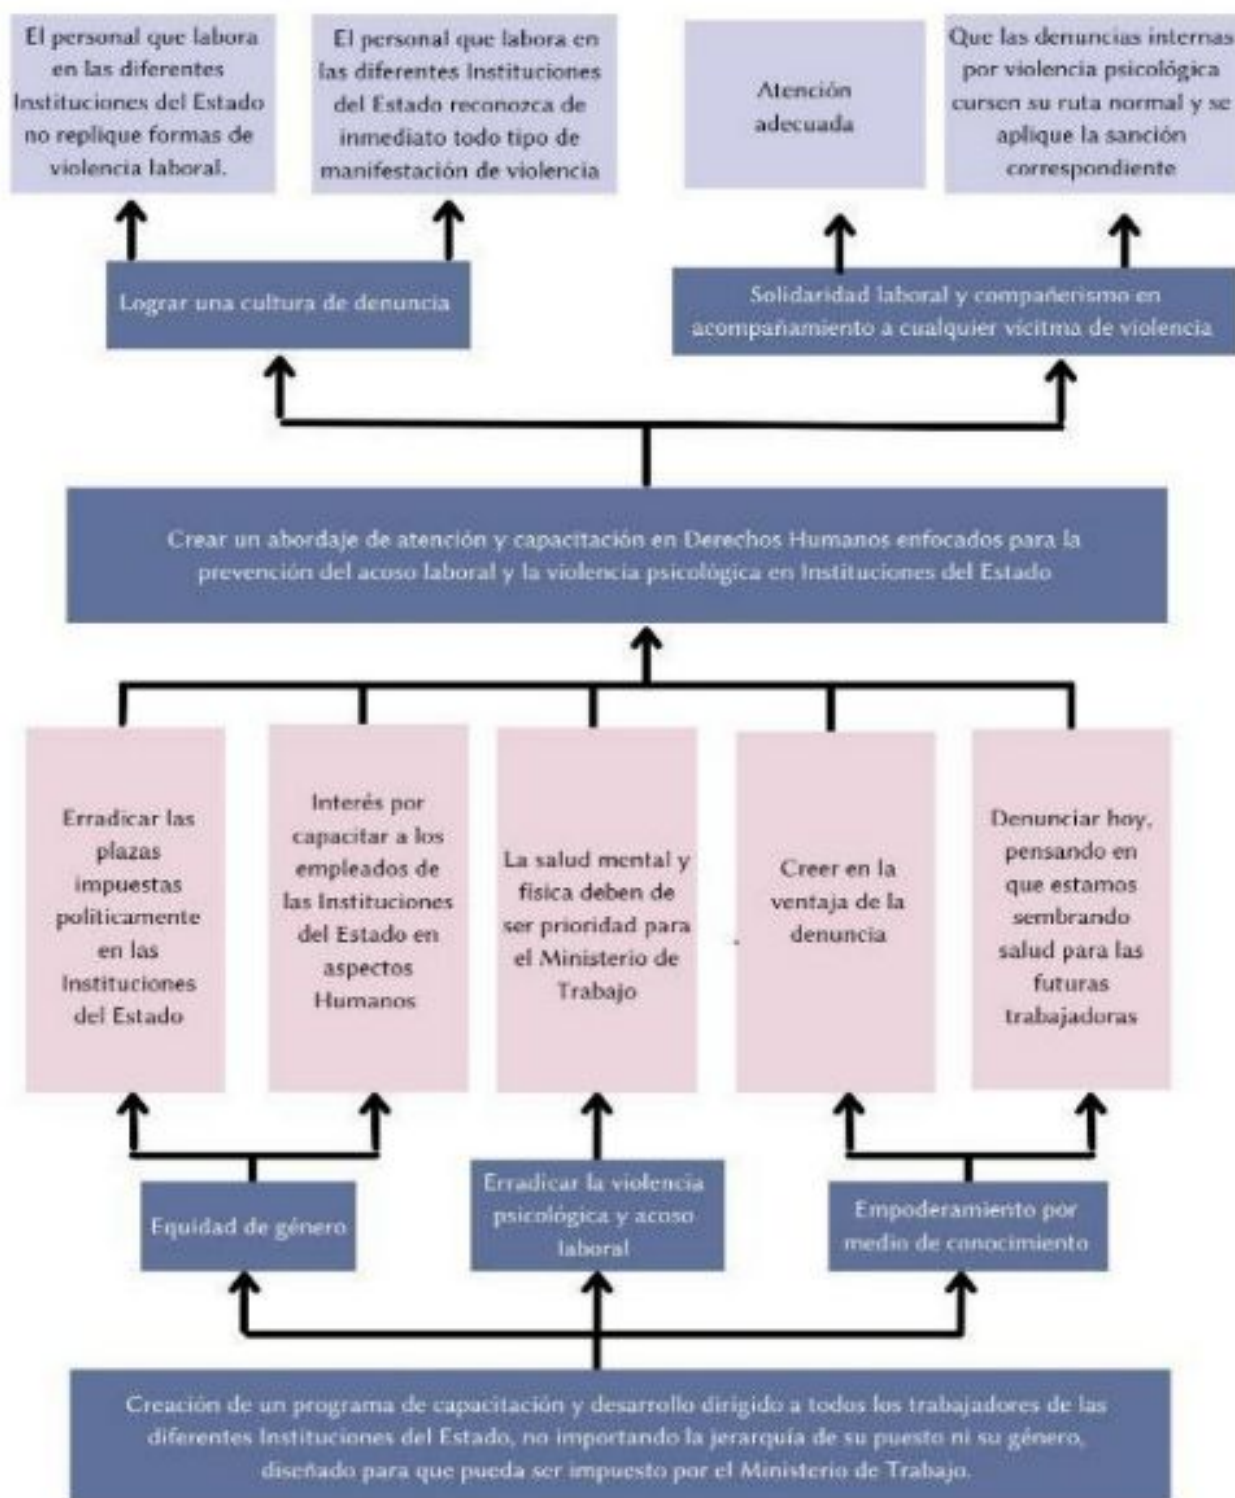 El personal que labora
en las diferentes
Instituciones del Estado
no replique formas de
violencia laboral.
El personal que labora en
las diferentes Instituciones
del Estado reconozca de
inmediato todo tipo de
manifestación de violencia
Atención
adecuada
Que las denuncias internas
por violencia psicológica
cursen su ruta normal y se
aplique la sanción
correspondiente
Lograr una cultura de denuncia
Solidaridad laboral y compañerismo en
acompañamiento a cualquier vícitma de violencia
Crear un abordaje de atención y capacitación en Derechos Humanos enfocados para la
prevención del acoso laboral y la violencia psicológica en Instituciones del Estado
Erradicar las
plazas
impuestas
políticamente
en las
Instituciones
del Estado
Interés por
capacitar a los
empleados de
las Instituciones
del Estado en
aspectos
Humanos
La salud mental y
física deben de
ser prioridad para
el Ministerio de
Trabajo
Creer en la
ventaja de la
denuncia
Denunciar hoy,
pensando en
que estamos
sembrando
salud para las
futuras
trabajadoras
Equidad de género
Erradicar la violencia
psicológica y acoso
laboral
Empoderamiento por
medio de conocimiento
Creación de un programa de capacitación y desarrollo dirigido a todos los trabajadores de las
diferentes Instituciones del Estado, no importando la jerarquía de su puesto ni su género,
diseñado para que pueda ser impuesto por el Ministerio de Trabajo.